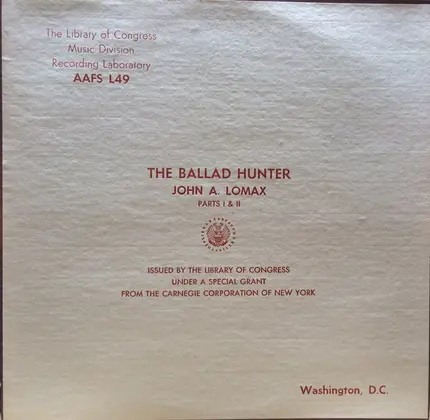 The Library of Congress
Music Division
Recording Laboratory
AAFS L49
THE BALLAD HUNTER
JOHN A. LOMAX
PARTS I & II
ISSUED BY THE LIBRARY OF CONGRESS
UNDER A SPECIAL GRANT
FROM THE CARNEGIE CORPORATION OF NEW YORK
Washington, D.C.